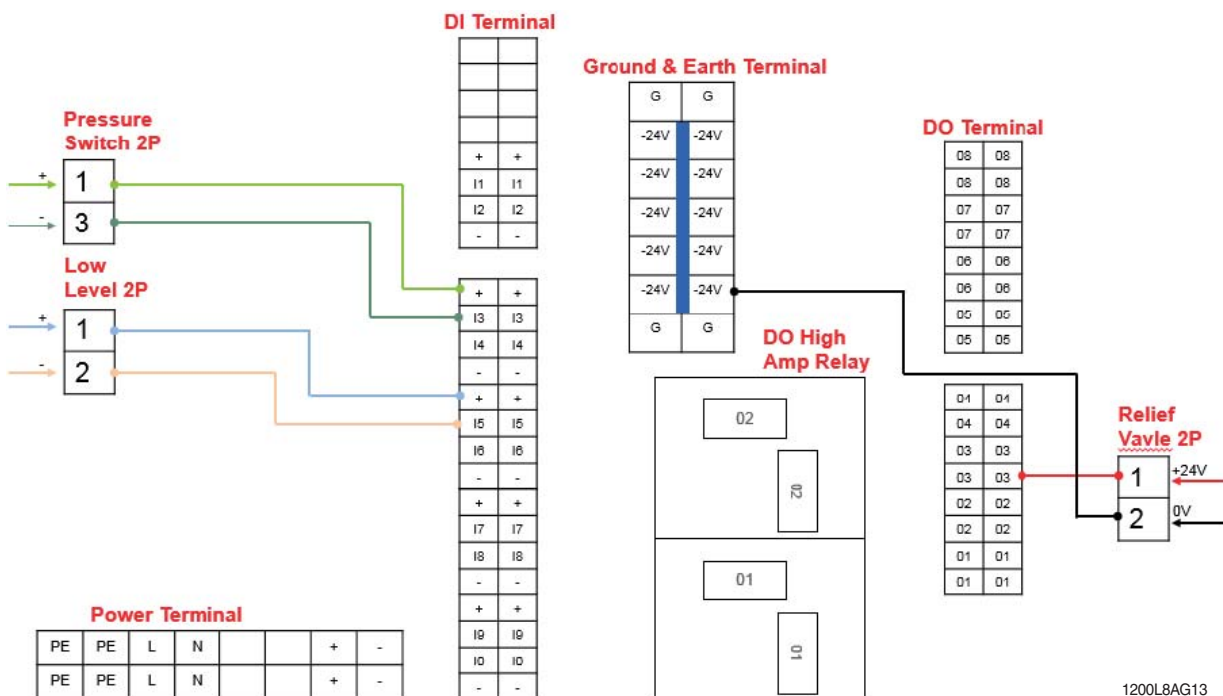 DI Terminal
+ +
I1 I1
I2 I2
- -
+ +
I3 I3
I4 I4
- -
+ +
I5 I5
I6 I6
- -
+ +
I7 I7
I8 I8
- -
+ +
I9 I9
I0 I0
- -
Pressure
Switch 2P
+ 1
- 3
Low
Level 2P
+ 1
- 2
Power Terminal
PE PE L N + -
PE PE L N + -
Ground & Earth Terminal
G G
-24V -24V
-24V -24V
-24V -24V
-24V -24V
-24V -24V
G G
DO High
Amp Relay
02
02
01
01
DO Terminal
08 08
08 08
07 07
07 07
06 06
06 06
05 05
05 05
04 04
04 04
03 03
03 03
02 02
02 02
01 01
01 01
Relief
Vavle 2P
1 +24V
2 0V
1200L8AG13